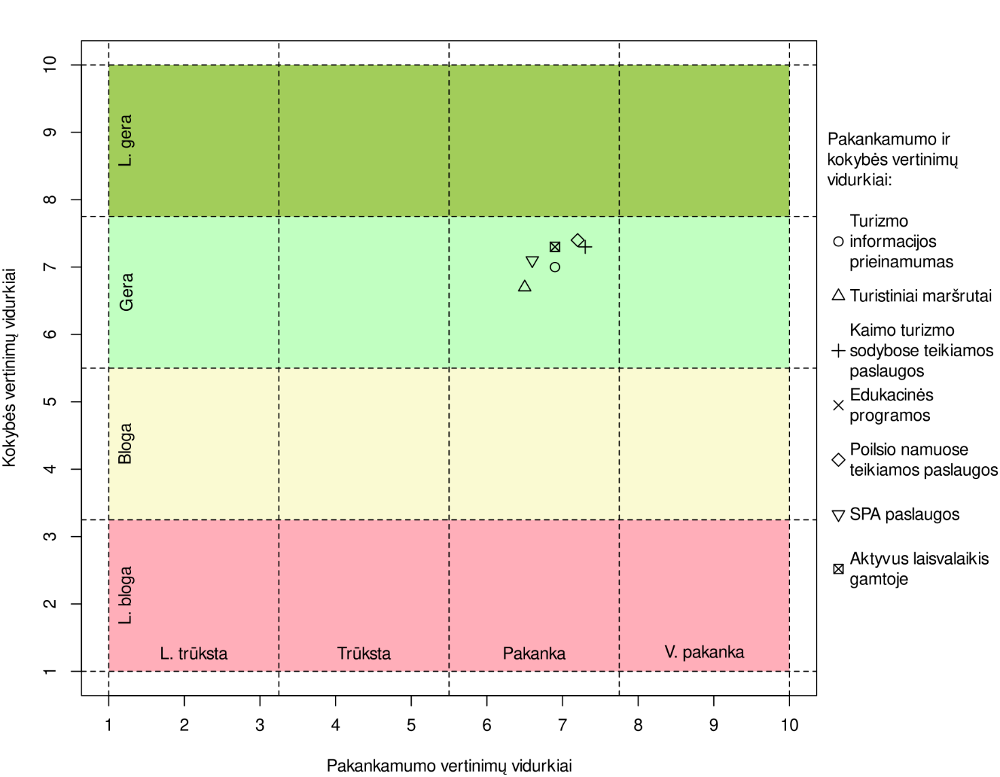 10
9
8
7
6
5
4
3
2
1
Kokybės vertinimų vidurkiai
L. gera
Gera
Bloga
L. bloga
L. trūksta
Trūksta
Pakanka
V. pakanka
1
2
3
4
5
6
7
8
9
10
Pakankamumo vertinimų vidurkiai
Pakankamumo ir
kokybės vertinimų
vidurkiai:
Turizmo
informacijos
prieinamumas
Turistiniai maršrutai
Kaimo turizmo
sodybose teikiamos
paslaugos
Edukacinės
programos
Poilsio namuose
teikiamos paslaugos
SPA paslaugos
Aktyvus laisvalaikis
gamtoje